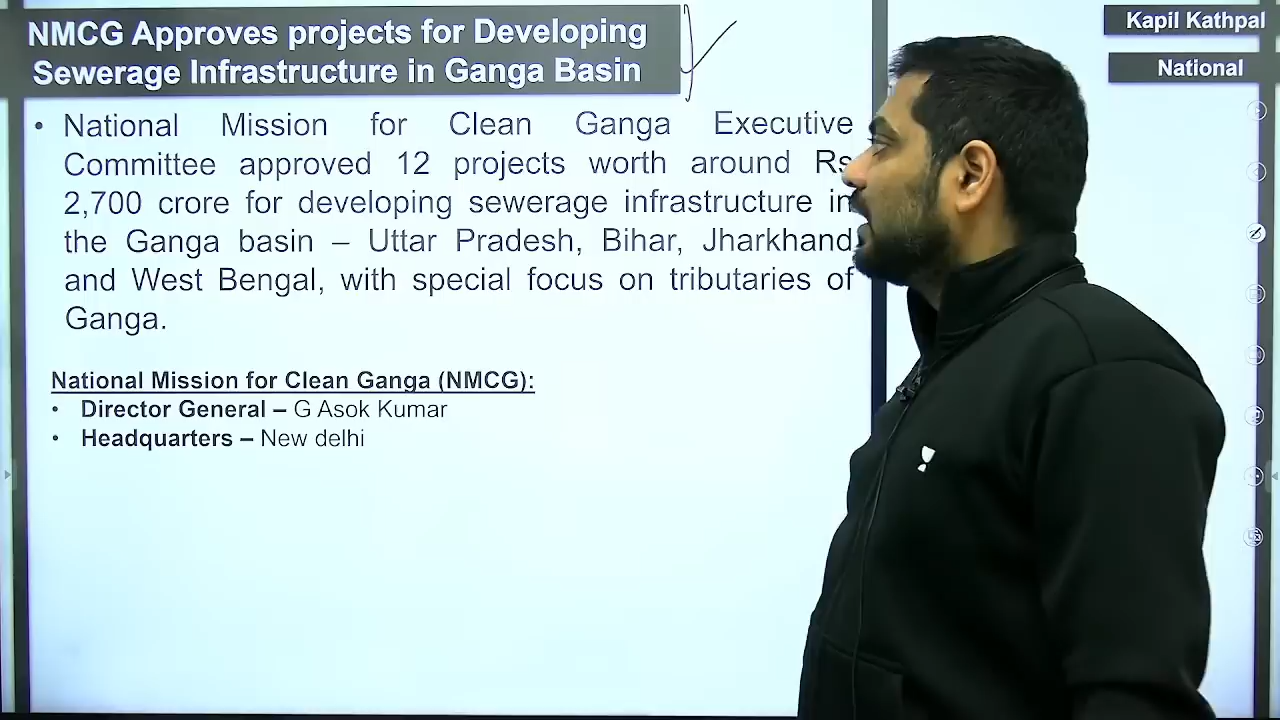 NMCG Approves projects for Developing
Sewerage Infrastructure in Ganga Basin
Kapil Kathpal
National
• National Mission for Clean Ganga Executive
Committee approved 12 projects worth around Rs
2,700 crore for developing sewerage infrastructure in
the Ganga basin – Uttar Pradesh, Bihar, Jharkhand
and West Bengal, with special focus on tributaries of
Ganga.
National Mission for Clean Ganga (NMCG):
• Director General – G Asok Kumar
• Headquarters – New delhi